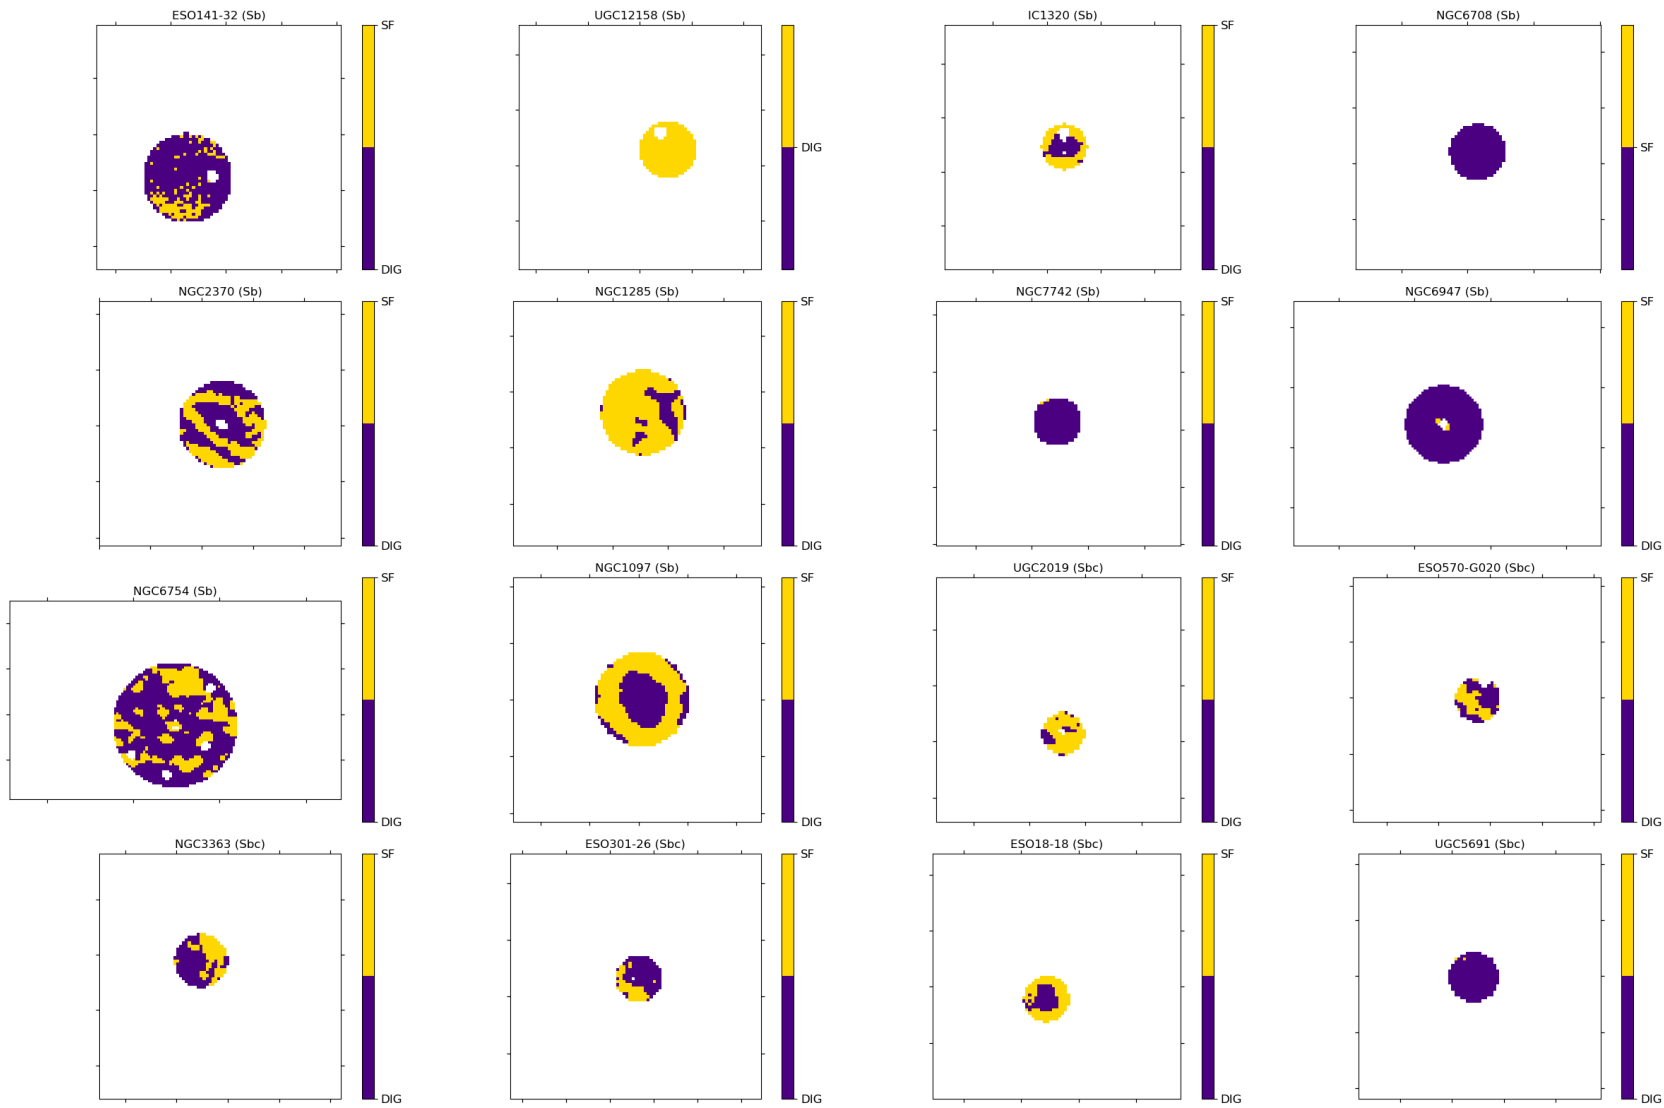 ESO141-32 (Sb)
SF
DIG
UGC12158 (Sb)
DIG
IC1320 (Sb)
SF
DIG
NGC6708 (Sb)
SF
NGC2370 (Sb)
SF
DIG
NGC1285 (Sb)
SF
DIG
NGC7742 (Sb)
SF
DIG
NGC6947 (Sb)
SF
DIG
NGC6754 (Sb)
SF
DIG
NGC1097 (Sb)
SF
DIG
UGC2019 (Sbc)
SF
DIG
ESO570-G020 (Sbc)
SF
DIG
NGC3363 (Sbc)
SF
DIG
ESO301-26 (Sbc)
SF
DIG
ESO18-18 (Sbc)
SF
DIG
UGC5691 (Sbc)
SF
DIG